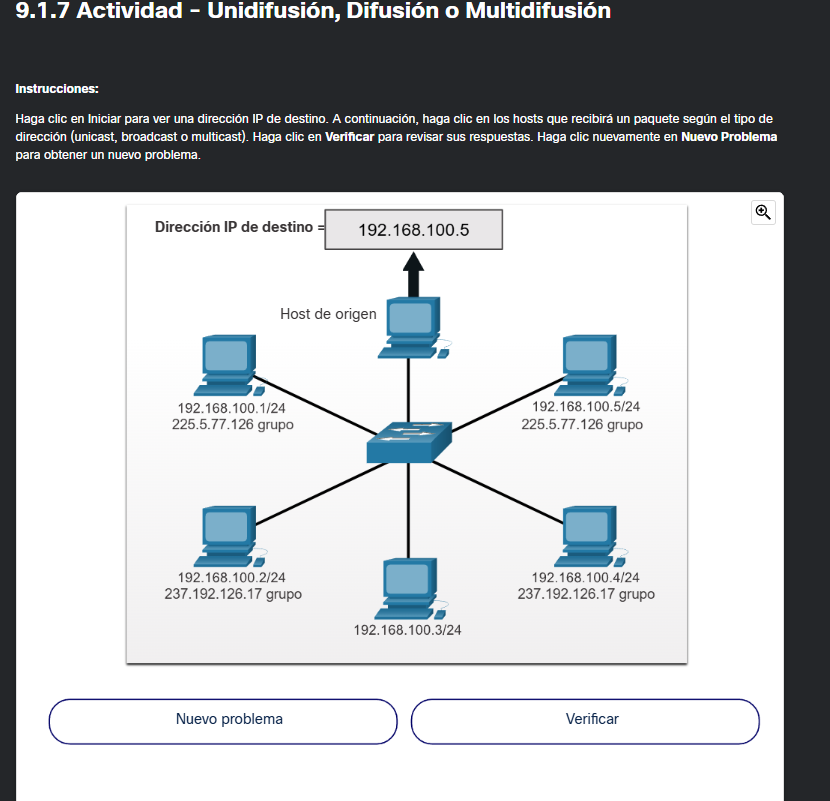 9.1.7 Actividad - Unidifusión, Difusión o Multidifusión
Instrucciones:
Haga clic en Iniciar para ver una dirección IP de destino. A continuación, haga clic en los hosts que recibirá un paquete según el tipo de
dirección (unicast, broadcast o multicast). Haga clic en Verificar para revisar sus respuestas. Haga clic nuevamente en Nuevo Problema
para obtener un nuevo problema.
Dirección IP de destino =
192.168.100.5
Host de origen
192.168.100.1/24
225.5.77.126 grupo
192.168.100.5/24
225.5.77.126 grupo
192.168.100.2/24
237.192.126.17 grupo
192.168.100.4/24
237.192.126.17 grupo
192.168.100.3/24
Nuevo problema
Verificar